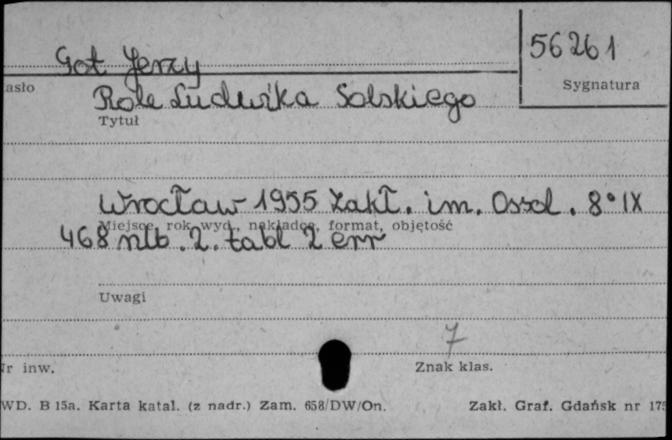 56261
Got Jerzy
asło
Sygnatura
Role Ludwika Solskiego
Tytuł
Wrocław 1955 Zakł. im. Ossol. 8° IX
Miejsce, rok wyd., nakładca, format, objętość
468 nlb. 2. tabl 2 err
Uwagi
7
Nr inw.
Znak klas.
WD. B 15a. Karta katal. (z nadr.) Zam. 658/DW/On.
Zakł. Graf. Gdańsk nr 175